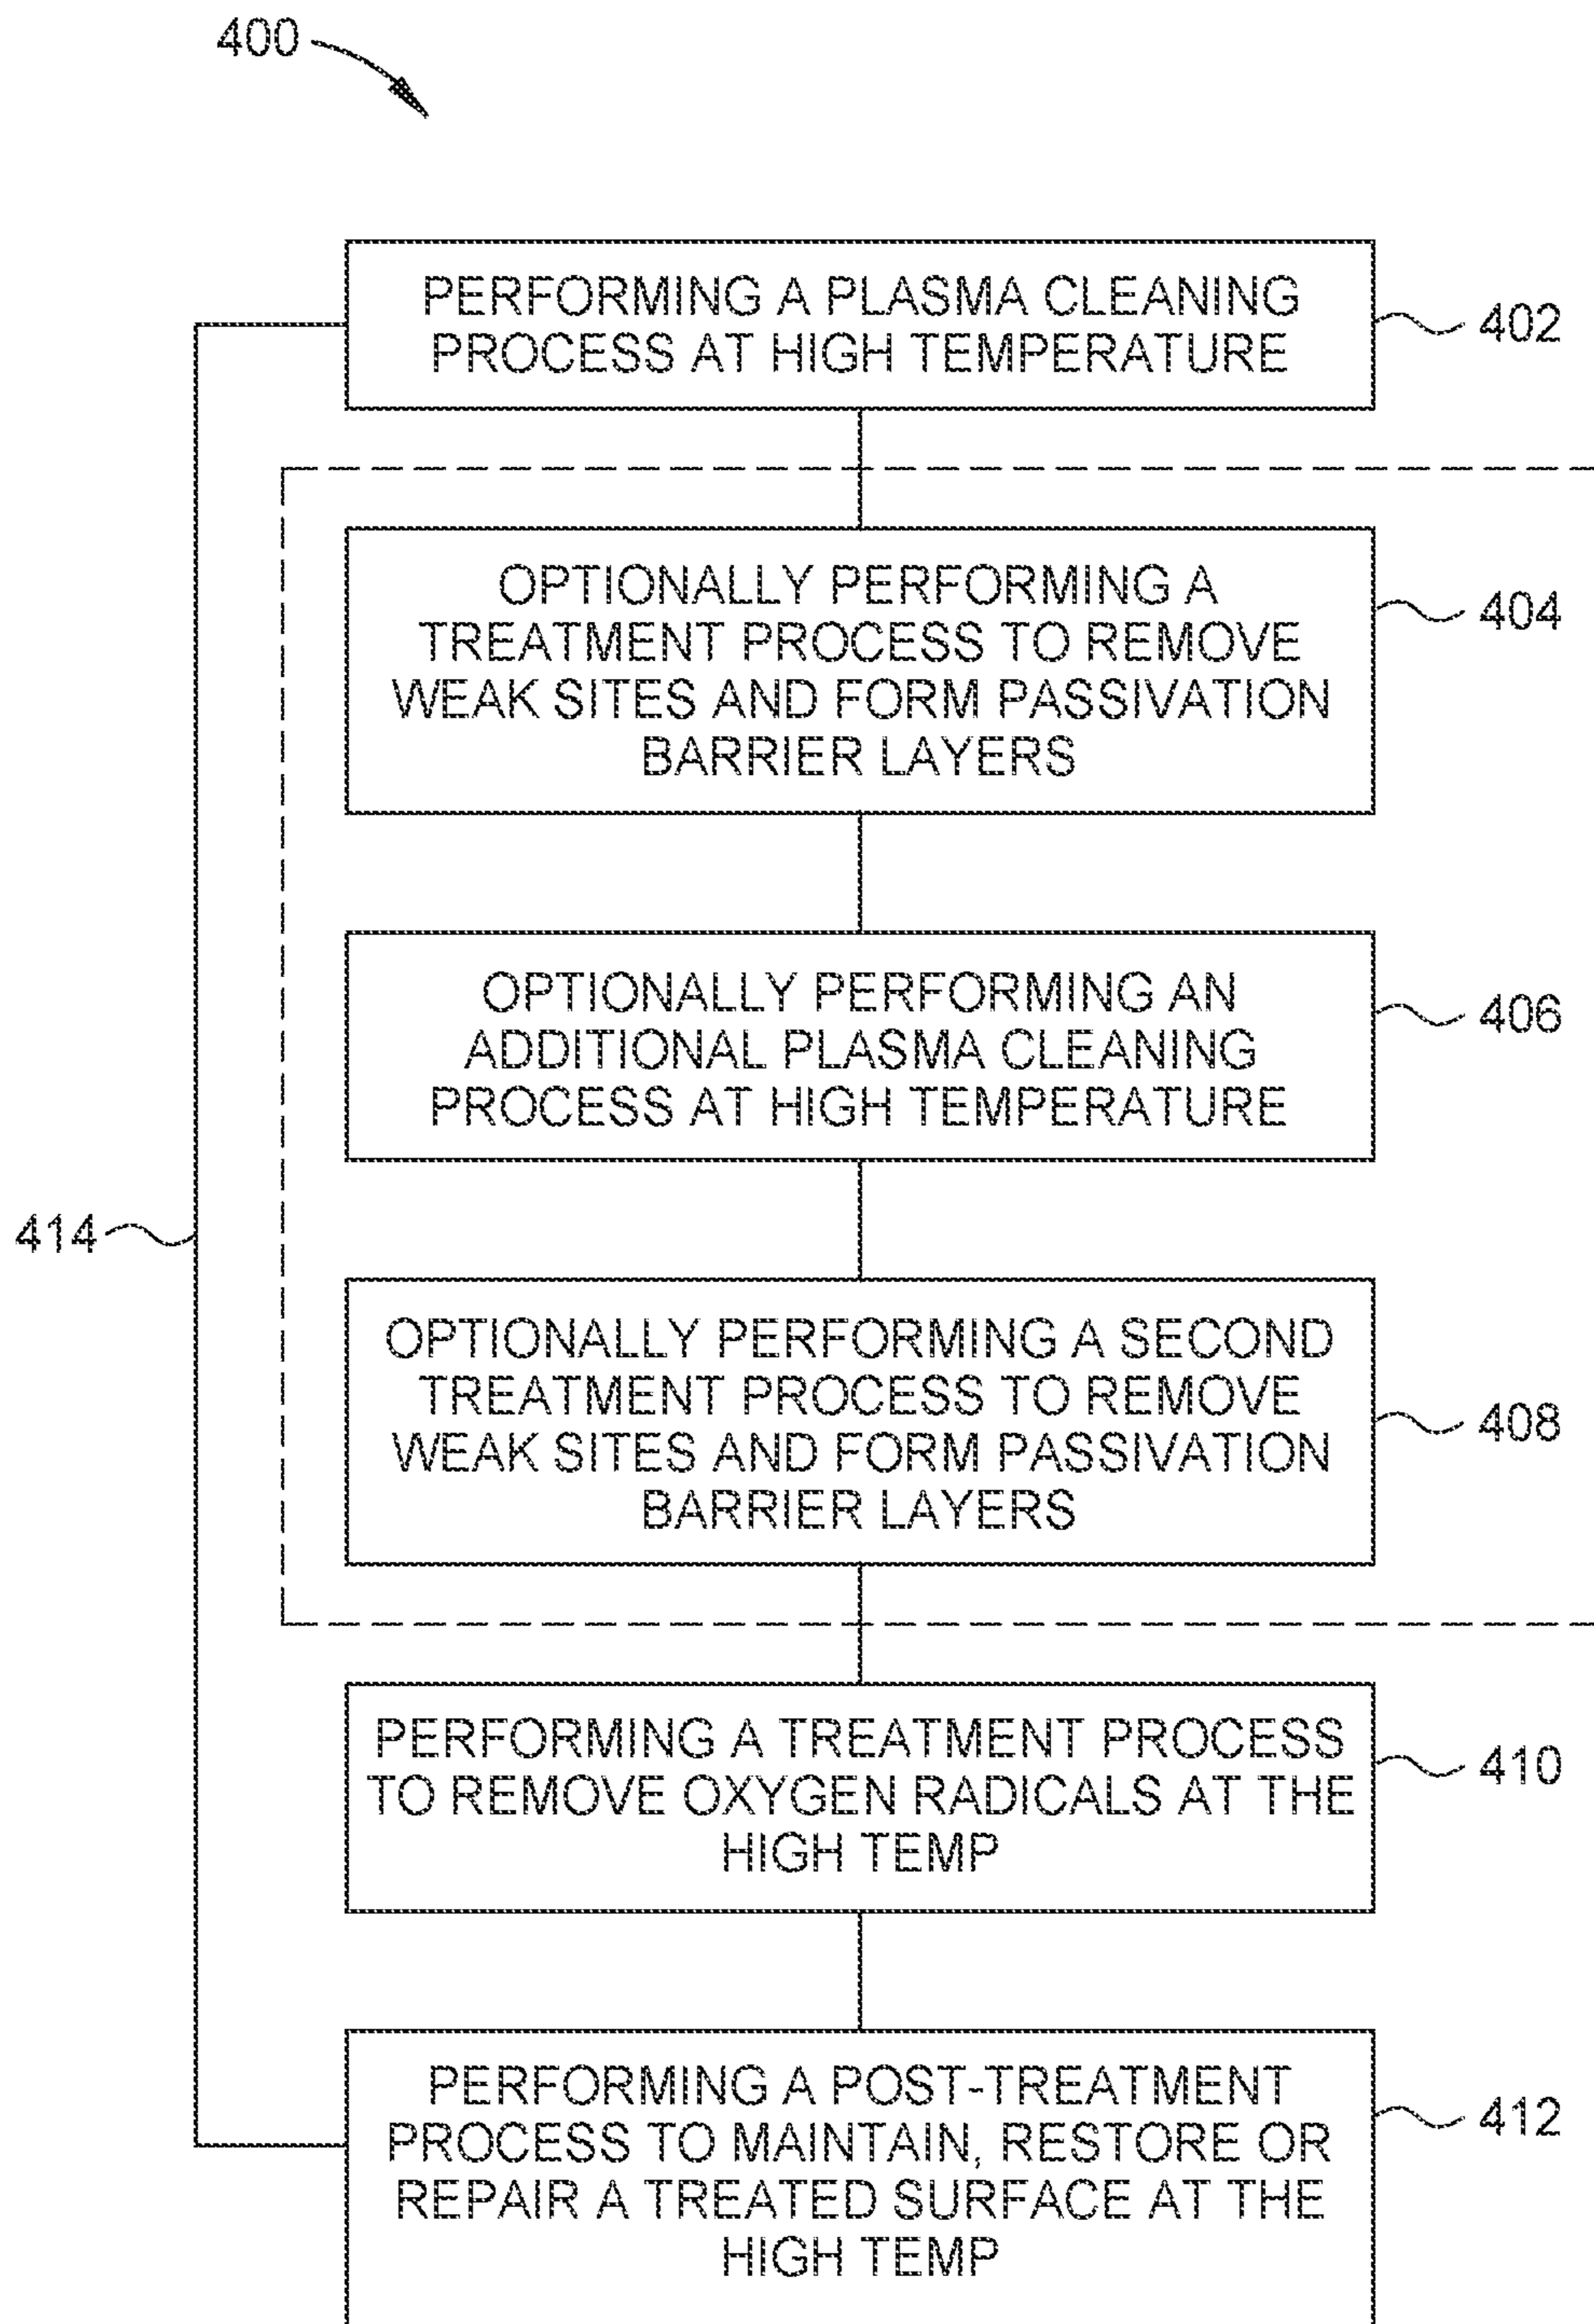 400
PERFORMING A PLASMA CLEANING
PROCESS AT HIGH TEMPERATURE
402
OPTIONALLY PERFORMING A
TREATMENT PROCESS TO REMOVE
WEAK SITES AND FORM PASSIVATION
BARRIER LAYERS
404
OPTIONALLY PERFORMING AN
ADDITIONAL PLASMA CLEANING
PROCESS AT HIGH TEMPERATURE
406
414
OPTIONALLY PERFORMING A SECOND
TREATMENT PROCESS TO REMOVE
WEAK SITES AND FORM PASSIVATION
BARRIER LAYERS
408
PERFORMING A TREATMENT PROCESS
TO REMOVE OXYGEN RADICALS AT THE
HIGH TEMP
410
PERFORMING A POST-TREATMENT
PROCESS TO MAINTAIN, RESTORE OR
REPAIR A TREATED SURFACE AT THE
HIGH TEMP
412